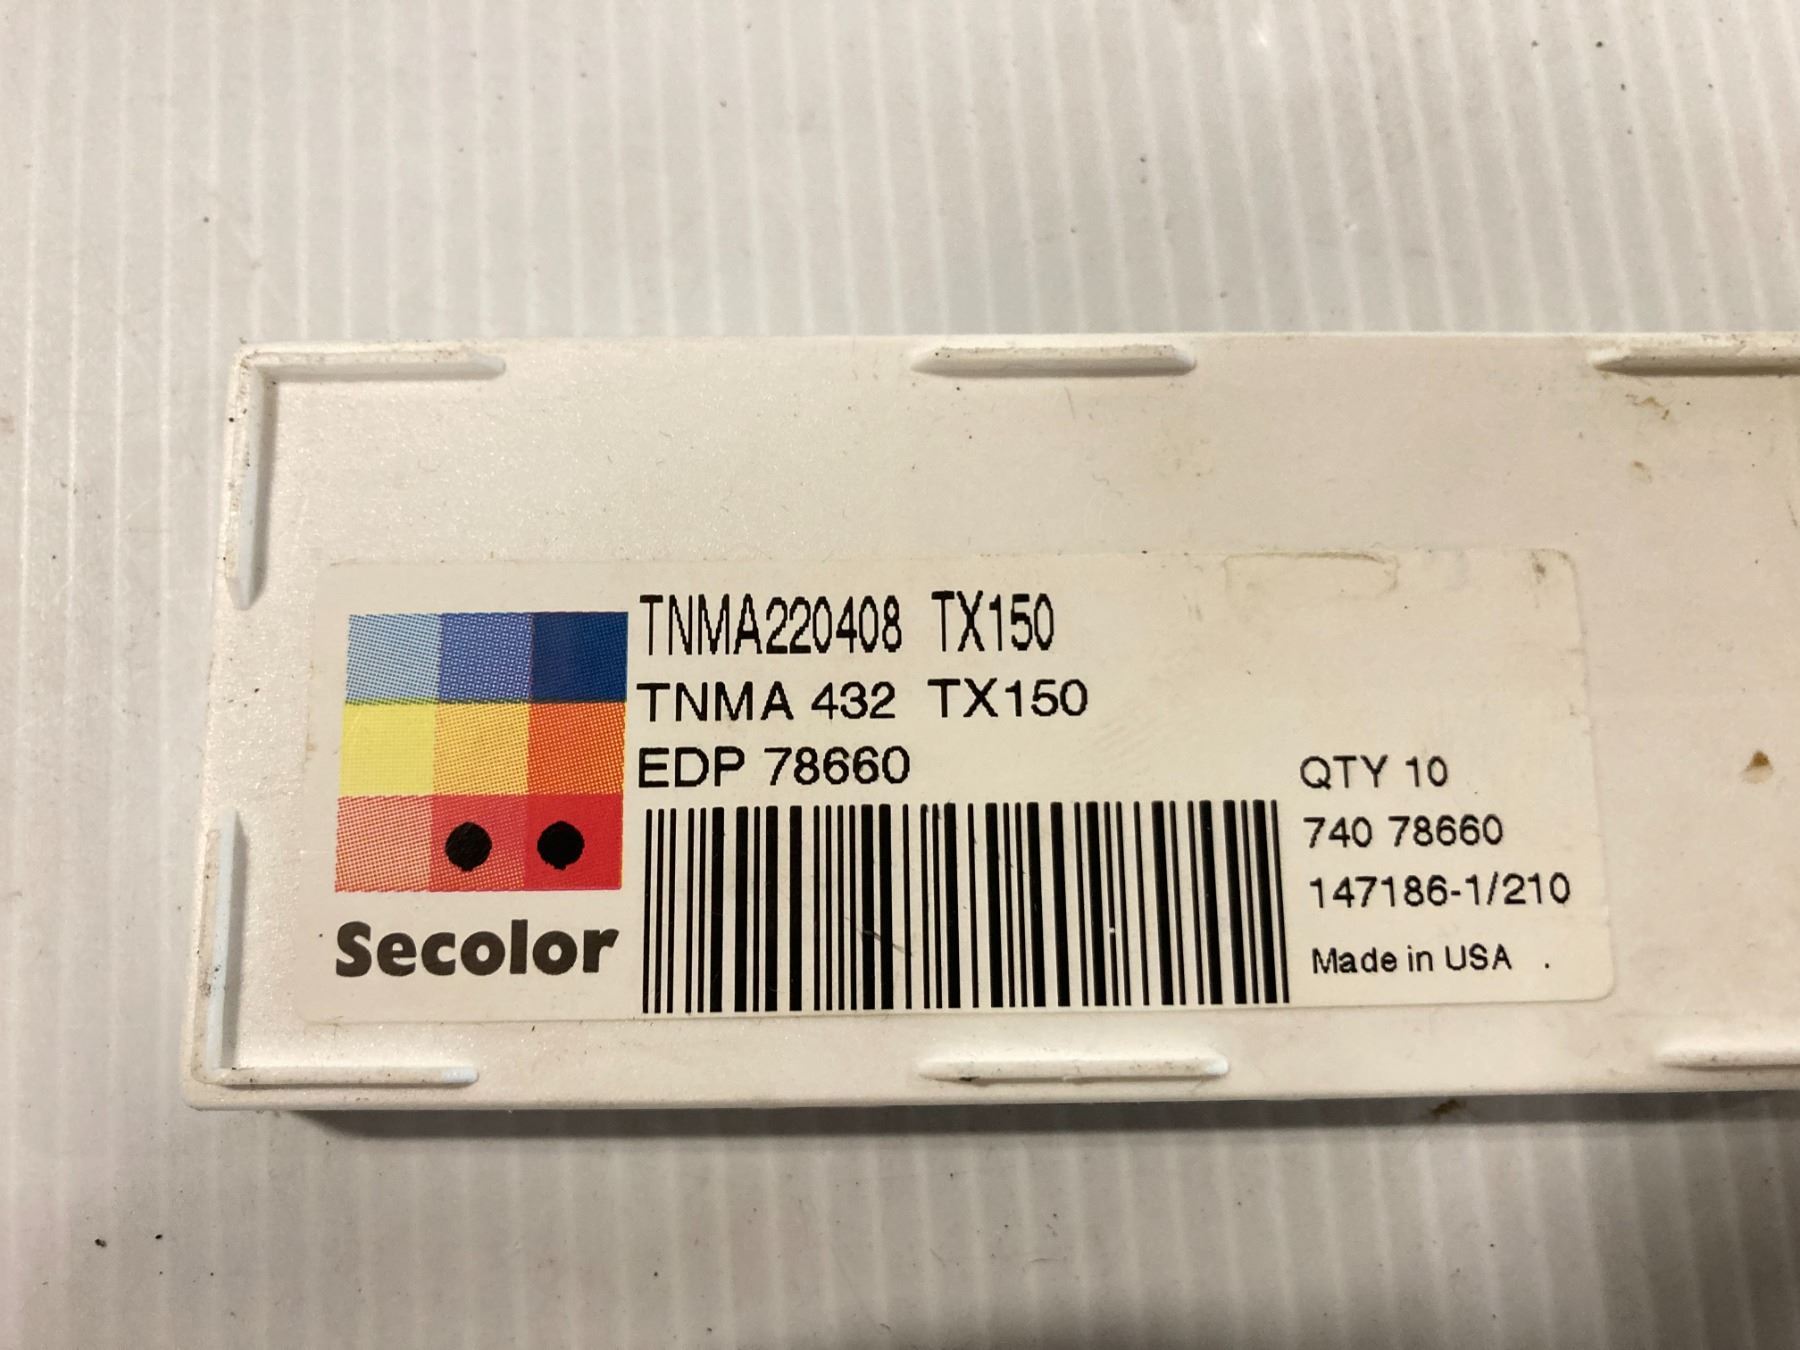 TNMA220408 TX150
TNMA 432 TX150
EDP 78660
QTY 10
740 78660
147186-1/210
Made in USA .
Secolor